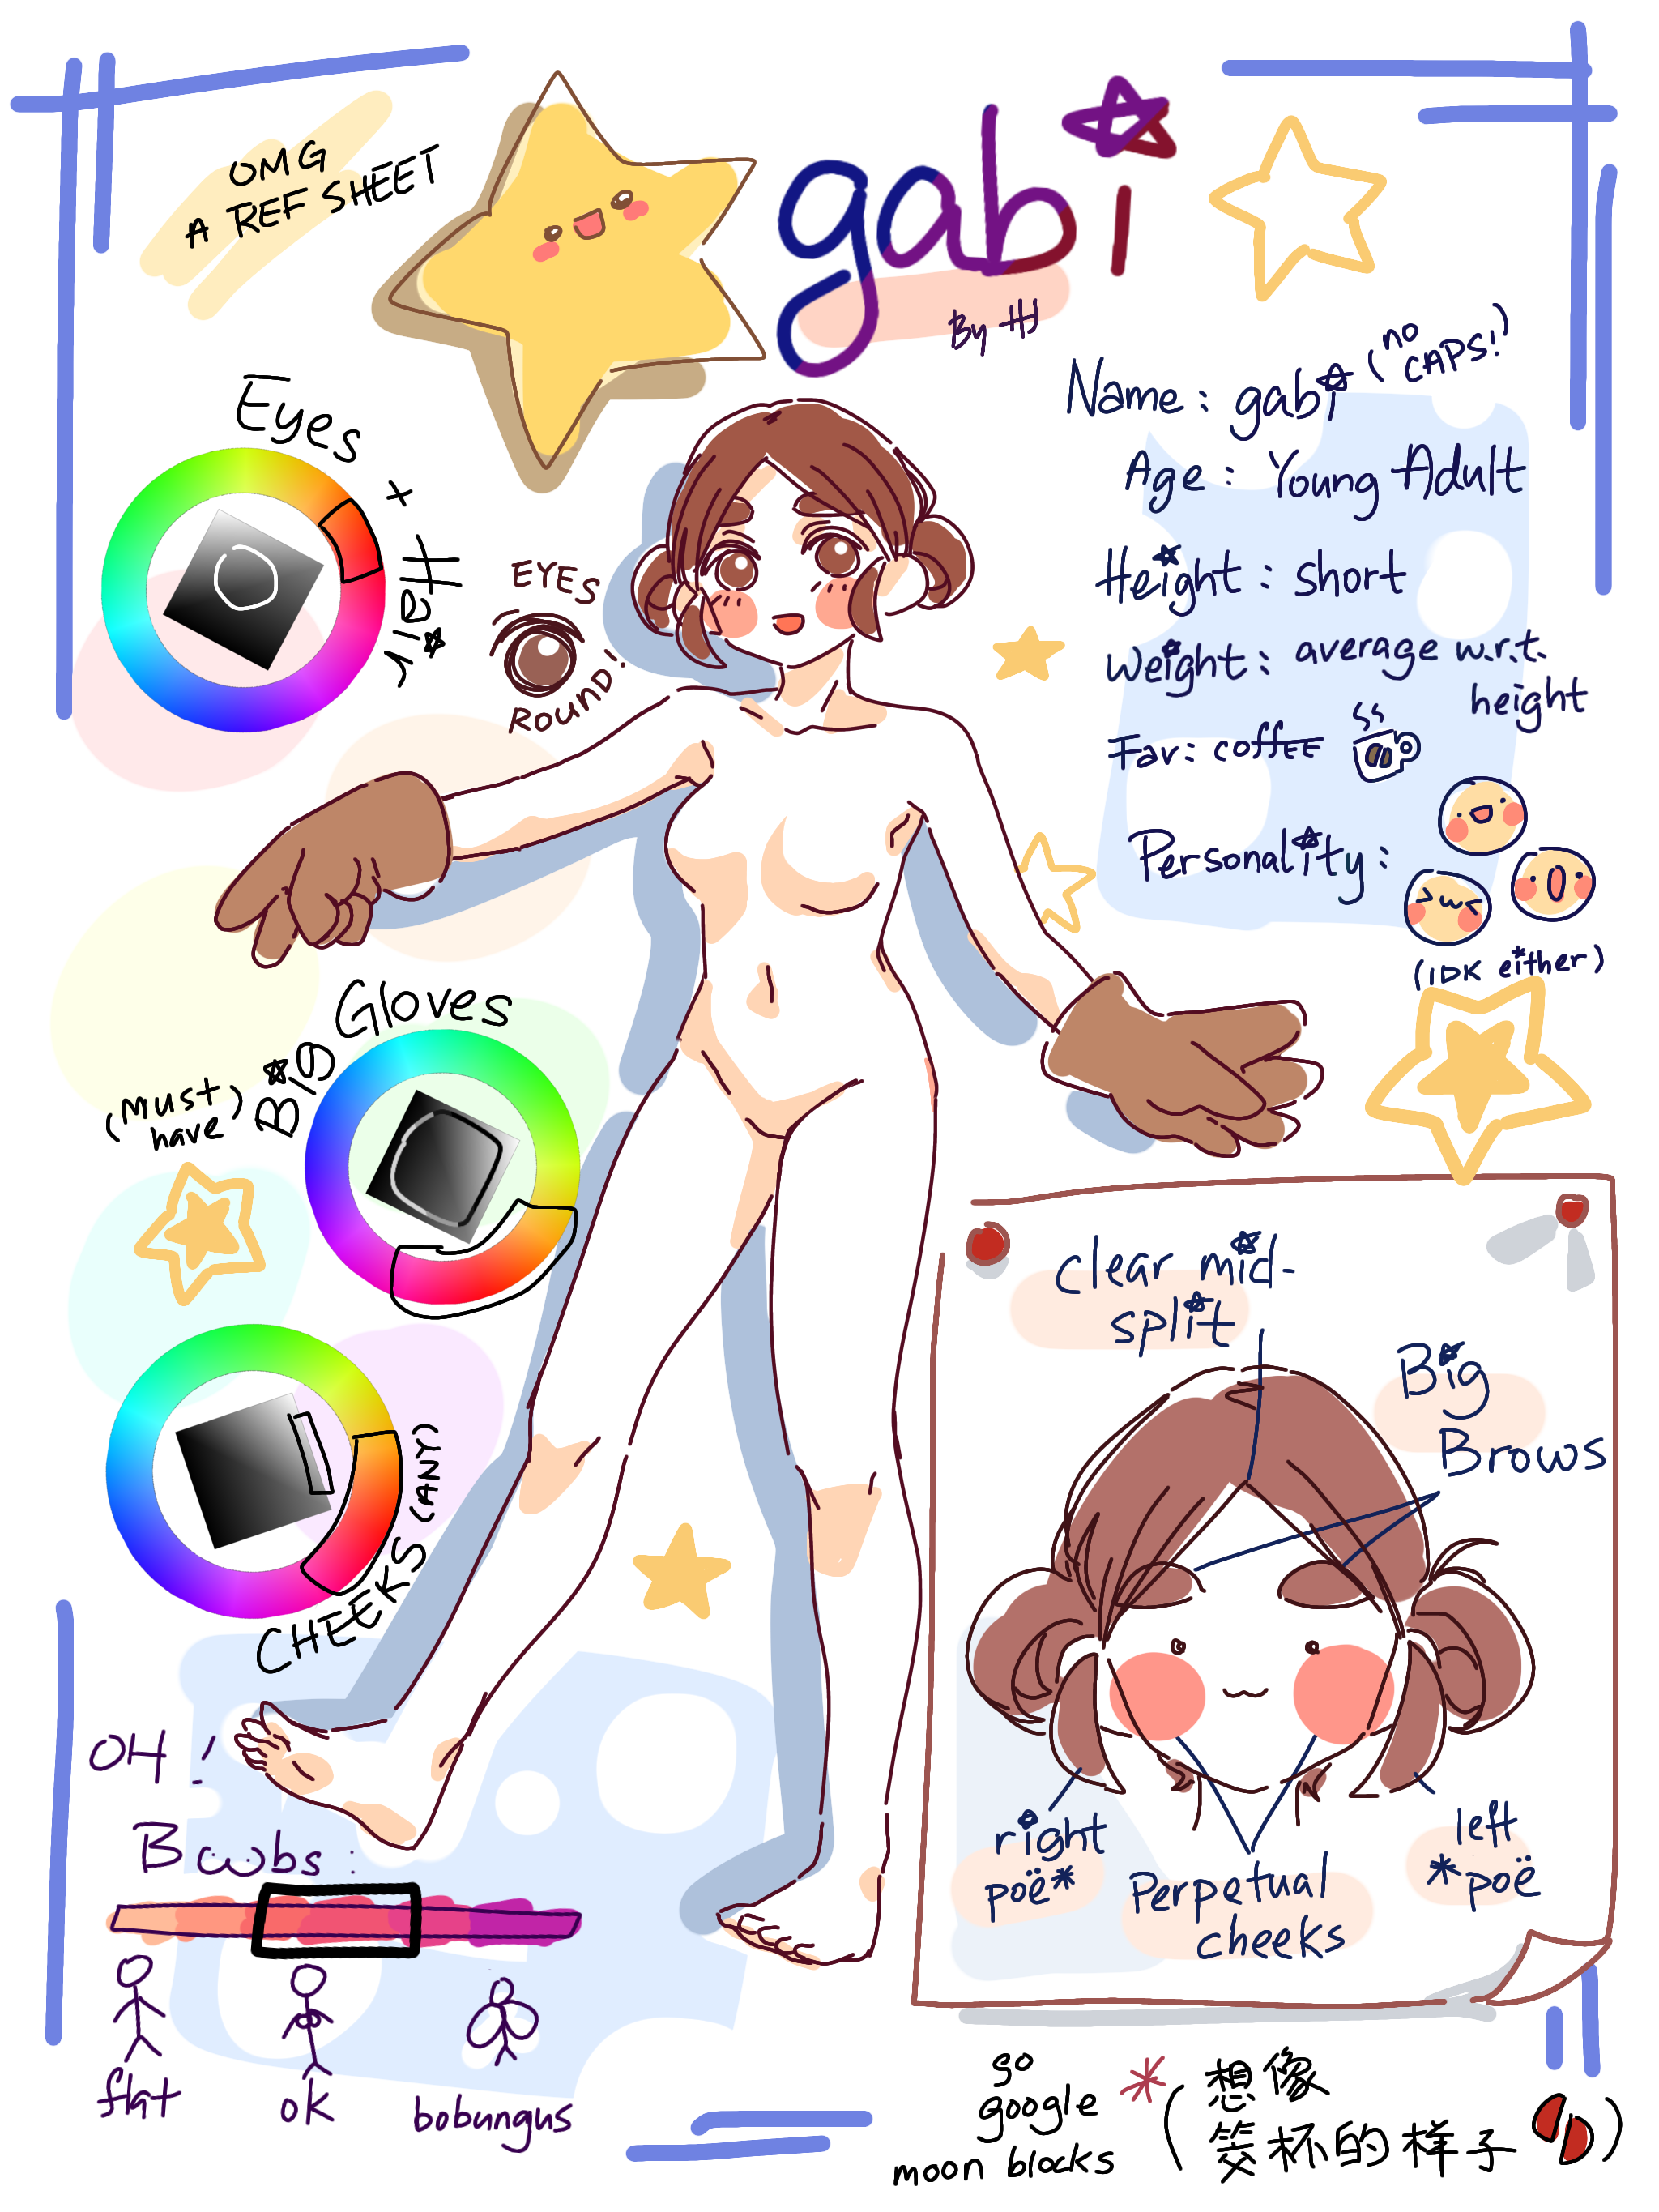 OMG
A REF SHEET
gabi
By HJ
Name: gabi (no CAPS!)
Age: Young Adult
Height: short
Weight: average w.r.t. height
Fav: coffee
Personality:
(IDK either)
Eyes
+ Hair
EYES
ROUND!
Big Gloves
(Must have)
CHEEKS (ANY)
OH!
Boobs:
flat
ok
bobungus
clear mid-
split
Big
Brows
right
poë*
Perpetual
cheeks
left
*poë
go
google
moon blocks
* (想像
筊杯的样子)